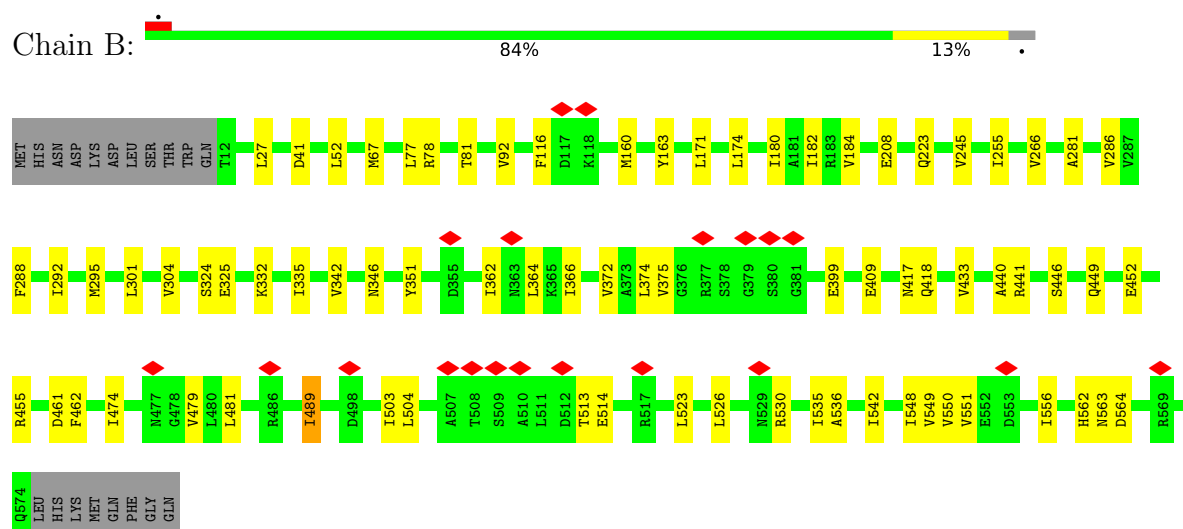 Chain B:
84% 13%
MET HIS ASN ASP LYS ASP LEU SER THR TRP GLN T12 L27 D41 L52 M67 L77 R78 T81 V92 F116 D117 K118 M160 Y163 L171 L174 I180 A181 I182 R183 V184 E208 Q223 V245 I255 V266 A281 V286 V287
F288 I292 M295 L301 V304 S324 E325 K332 I335 V342 N346 Y351 D355 I362 N363 L364 K365 I366 V372 A373 L374 V375 G376 R377 S378 G379 S380 G381 E399 E409 N417 Q418 V433 A440 R441 S446 Q449 E452
R455 D461 F462 I474 N477 G478 V479 L480 L481 R486 I489 D498 I503 L504 A507 T508 S509 A510 L511 D512 T513 E514 R517 L523 L526 N529 R530 I535 A536 I542 I548 V549 V550 V551 E552 D553 I556 H562 N563 D564 R569
Q574 LEU HIS LYS MET GLN PHE GLY GLN